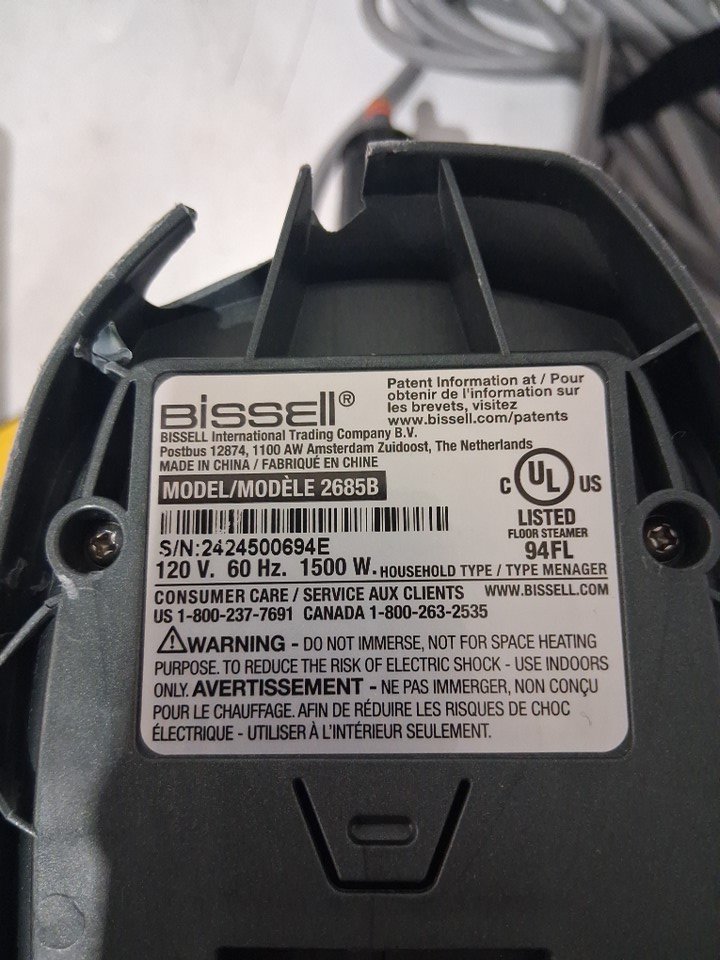 BISSELL®
Patent Information at / Pour
obtenir de l'information sur
les brevets, visitez
www.bissell.com/patents
BISSELL International Trading Company B.V.
Postbus 12874, 1100 AW Amsterdam Zuidoost, The Netherlands
MADE IN CHINA / FABRIQUÉ EN CHINE
MODEL/MODÈLE 2685B
C UL US
LISTED
FLOOR STEAMER
94FL
S/N:2424500694E
120 V. 60 Hz. 1500 W. HOUSEHOLD TYPE / TYPE MENAGER
CONSUMER CARE / SERVICE AUX CLIENTS WWW.BISSELL.COM
US 1-800-237-7691 CANADA 1-800-263-2535
⚠WARNING - DO NOT IMMERSE, NOT FOR SPACE HEATING
PURPOSE. TO REDUCE THE RISK OF ELECTRIC SHOCK - USE INDOORS
ONLY. AVERTISSEMENT - NE PAS IMMERGER, NON CONÇU
POUR LE CHAUFFAGE. AFIN DE RÉDUIRE LES RISQUES DE CHOC
ÉLECTRIQUE - UTILISER À L'INTÉRIEUR SEULEMENT.